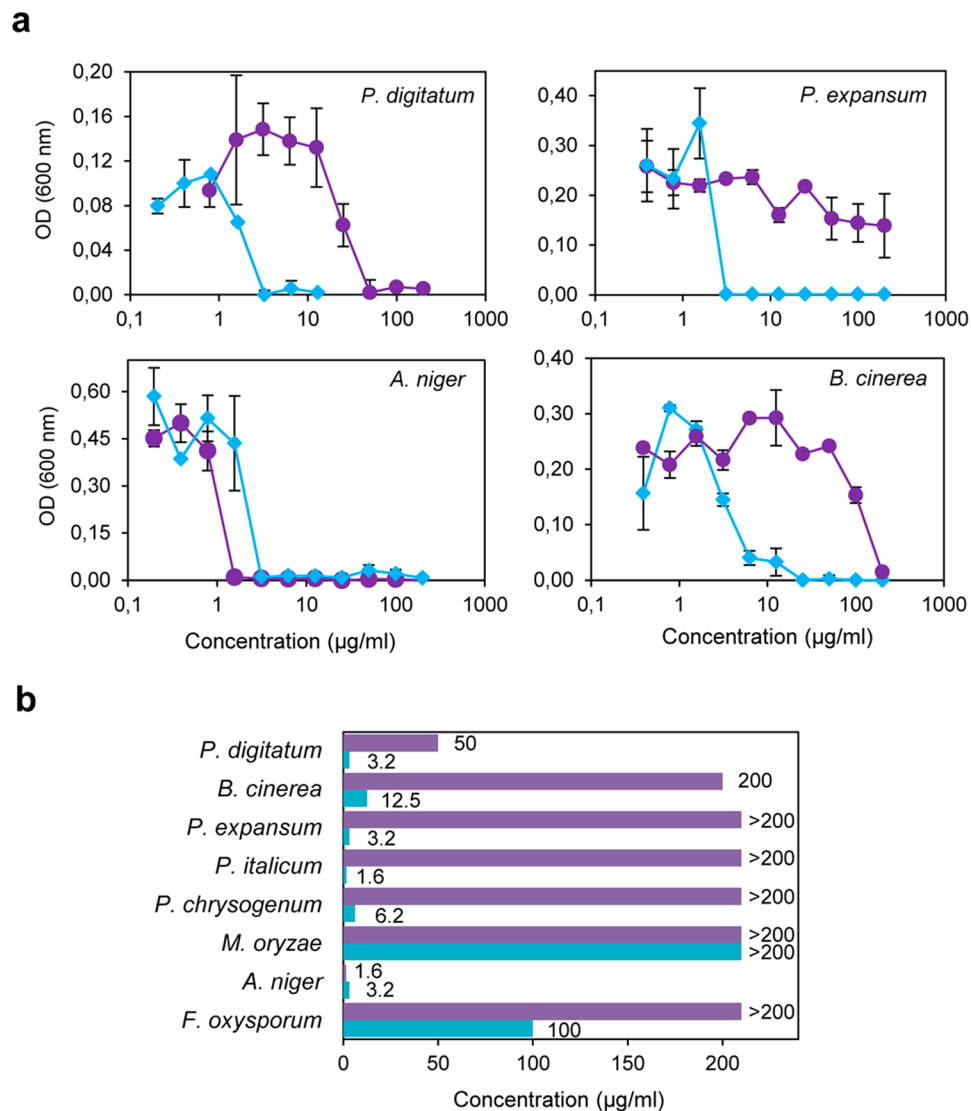 a
0,20
0,16
0,12
0,08
0,04
0,00
OD (600 nm)
P. digitatum
0,1 1 10 100 1000
0,40
0,30
0,20
0,10
0,00
P. expansum
0,1 1 10 100 1000
0,60
0,45
0,30
0,15
0,00
OD (600 nm)
A. niger
0,1 1 10 100 1000
Concentration (µg/ml)
0,40
0,30
0,20
0,10
0,00
B. cinerea
0,1 1 10 100 1000
Concentration (µg/ml)
b
P. digitatum 50
3.2
B. cinerea 200
12.5
P. expansum >200
3.2
P. italicum >200
1.6
P. chrysogenum >200
6.2
M. oryzae >200
>200
A. niger 1.6
3.2
F. oxysporum >200
100
0 50 100 150 200
Concentration (µg/ml)